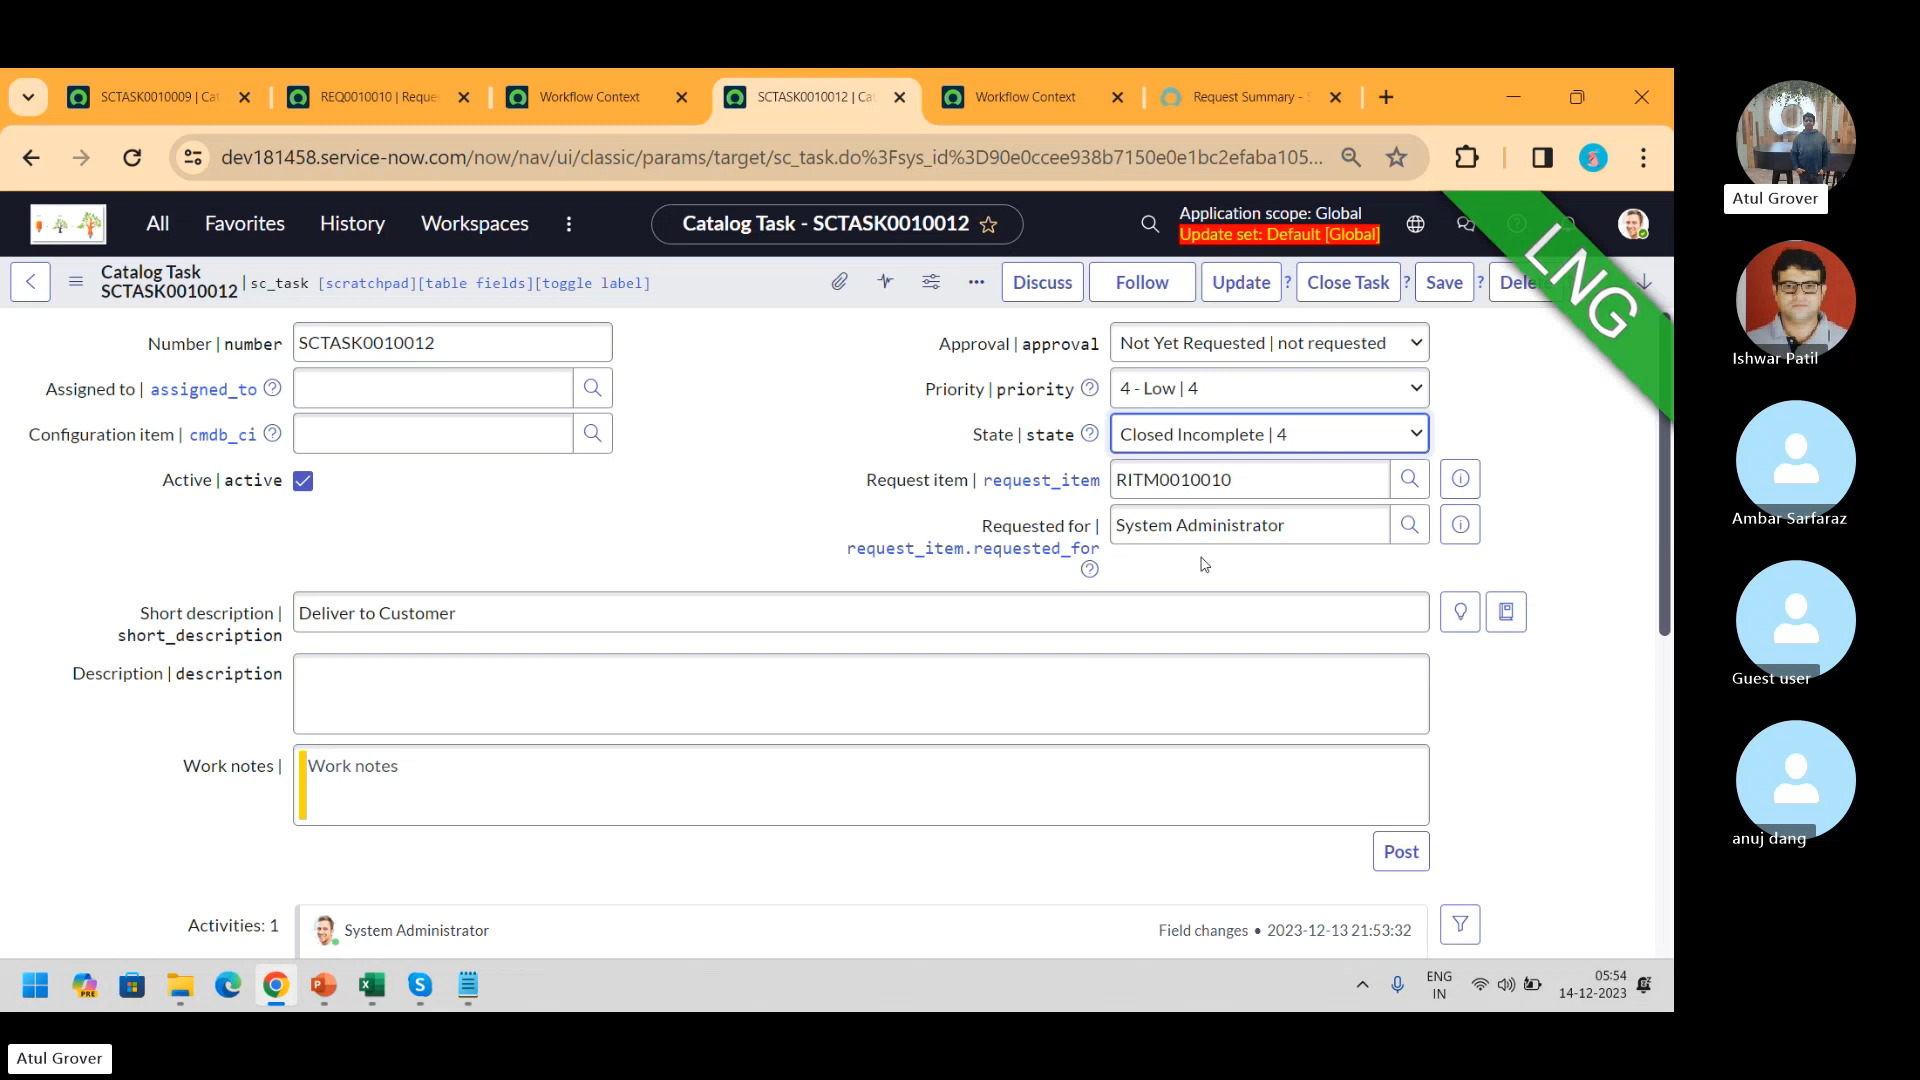 SCTASK0010009 | Cat
REQ0010010 | Reques
Workflow Context
SCTASK0010012 | Cat
Workflow Context
Request Summary -
dev181458.service-now.com/now/nav/ui/classic/params/target/sc_task.do%3Fsys_id%3D90e0ccee938b7150e0e1bc2efaba105...
All Favorites History Workspaces
Catalog Task - SCTASK0010012
Application scope: Global
Update set: Default [Global]
LNG
Catalog Task
SCTASK0010012 | sc_task [scratchpad][table fields][toggle label]
Discuss Follow Update ? Close Task ? Save ? Delete
Number | number SCTASK0010012
Approval | approval Not Yet Requested | not requested
Assigned to | assigned_to
Priority | priority 4 - Low | 4
Configuration item | cmdb_ci
State | state Closed Incomplete | 4
Active | active
Request item | request_item RITM0010010
Requested for |
request_item.requested_for
System Administrator
Short description |
short_description
Deliver to Customer
Description | description
Work notes |
Work notes
Post
Activities: 1
System Administrator
Field changes • 2023-12-13 21:53:32
PRE
ENG
IN
05:54
14-12-2023
Atul Grover
Ishwar Patil
Ambar Sarfaraz
Guest user
anuj dang
Atul Grover